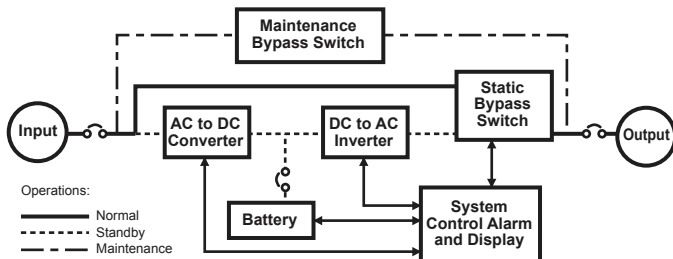 Maintenance
Bypass Switch
Static
Bypass
Switch
Input
AC to DC
Converter
DC to AC
Inverter
Output
Operations:
Normal
Standby
Maintenance
Battery
System
Control Alarm
and Display